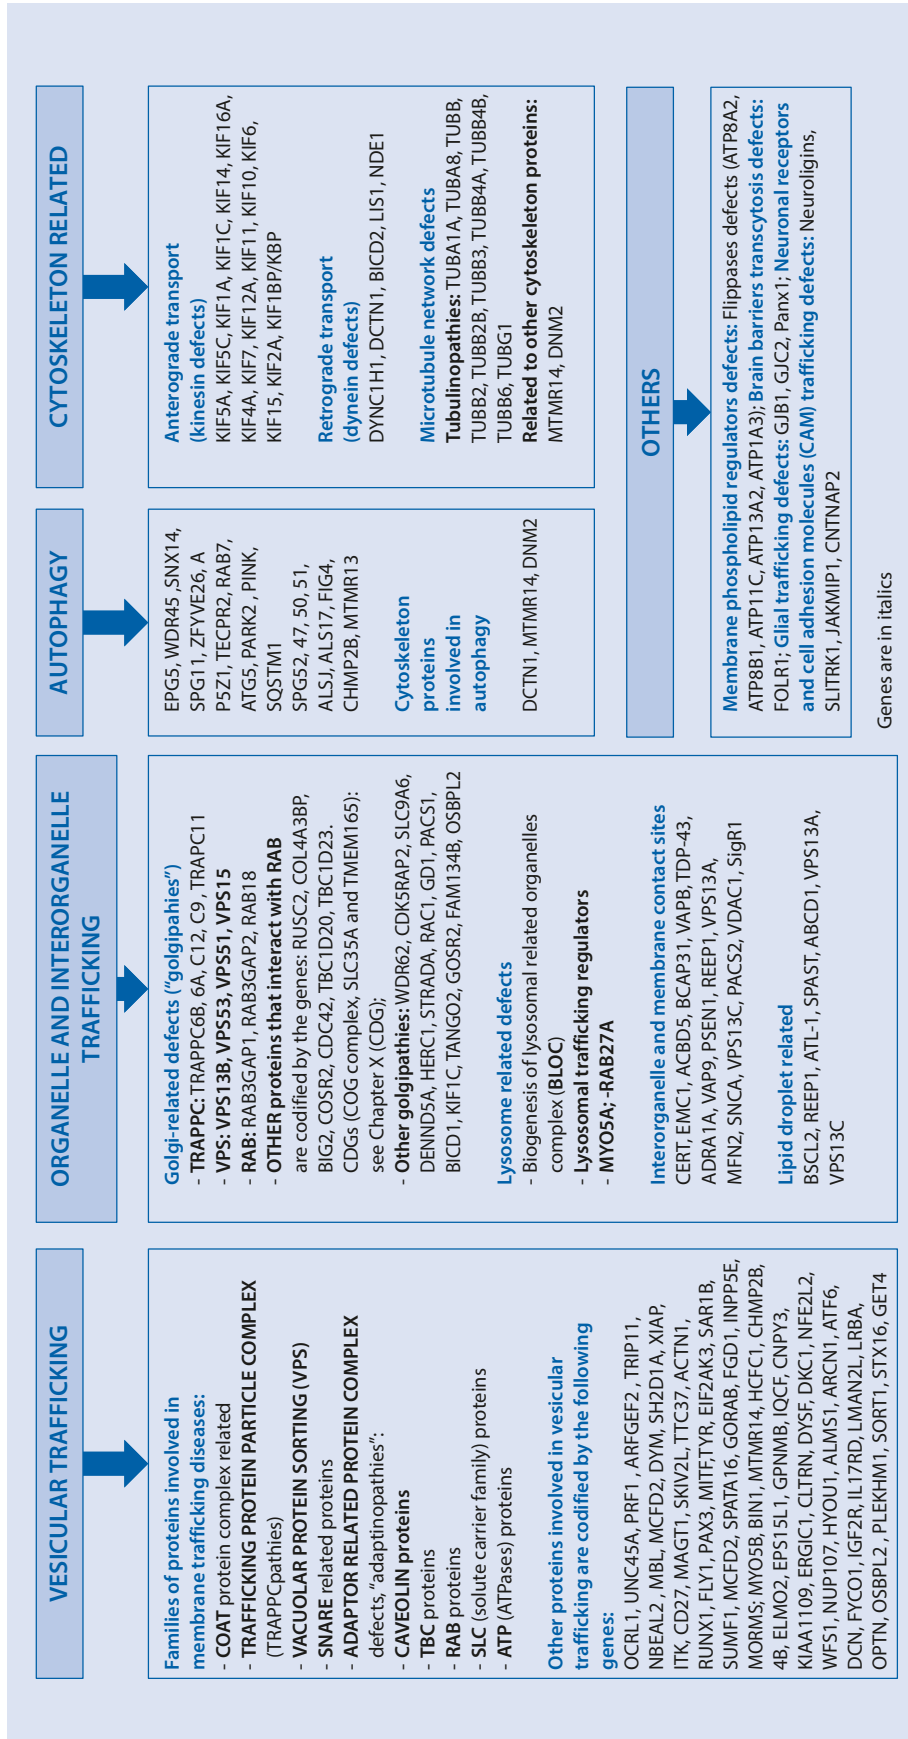 VESICULAR TRAFFICKING
Families of proteins involved in
membrane trafficking diseases:
- COAT protein complex related
- TRAFFICKING PROTEIN PARTICLE COMPLEX
(TRAPPCpathies)
- VACUOLAR PROTEIN SORTING (VPS)
- SNARE related proteins
- ADAPTOR RELATED PROTEIN COMPLEX
defects, "adaptinopathies":
- CAVEOLIN proteins
- TBC proteins
- RAB proteins
- SLC (solute carrier family) proteins
- ATP (ATPases) proteins
Other proteins involved in vesicular
trafficking are codified by the following
genes:
OCRL1, UNC45A, PRF1 , ARFGEF2 , TRIP11,
NBEAL2 , MBL, MCFD2, DYM, SH2D1A, XIAP,
ITK, CD27, MAGT1, SKIV2L, TTC37, ACTN1,
RUNX1, FLY1, PAX3, MITF,TYR, EIF2AK3, SAR1B,
SUMF1, MCFD2, SPATA16, GORAB, FGD1, INPP5E,
MORMS; MYO5B, BIN1, MTMR14, HCFC1, CHMP2B,
4B, ELMO2, EPS15L1, GPNMB, IQCF, CNPY3,
KIAA1109, ERGIC1, CLTRN, DYSF, DKC1, NFE2L2,
WFS1, NUP107, HYOU1, ALMS1, ARCN1, ATF6,
DCN, FYCO1, IGF2R, IL17RD, LMAN2L, LRBA,
OPTN, OSBPL2 , PLEKHM1, SORT1, STX16, GET4
ORGANELLE AND INTERORGANELLE
TRAFFICKING
Golgi-related defects ("golgipahies")
- TRAPPC: TRAPPC6B, 6A, C12, C9 , TRAPC11
- VPS: VPS13B, VPS53, VPS51, VPS15
- RAB: RAB3GAP1, RAB3GAP2, RAB18
- OTHER proteins that interact with RAB
are codified by the genes: RUSC2, COL4A3BP,
BIG2, COSR2, CDC42, TBC1D20, TBC1D23.
CDGs (COG complex, SLC35A and TMEM165):
see Chapter X (CDG);
- Other golgipathies: WDR62, CDK5RAP2, SLC9A6,
DENND5A, HERC1, STRADA, RAC1, GD1, PACS1,
BICD1, KIF1C, TANGO2, GOSR2, FAM134B, OSBPL2
Lysosome related defects
- Biogenesis of lysosomal related organelles
complex (BLOC)
- Lysosomal trafficking regulators
- MYO5A; -RAB27A
Interorganelle and membrane contact sites
CERT, EMC1, ACBD5, BCAP31, VAPB, TDP-43,
ADRA1A, VAP9, PSEN1, REEP1, VPS13A,
MFN2, SNCA, VPS13C, PACS2, VDAC1, SigR1
Lipid droplet related
BSCL2, REEP1, ATL-1, SPAST, ABCD1, VPS13A,
VPS13C
AUTOPHAGY
EPG5, WDR45 ,SNX14,
SPG11, ZFYVE26, A
P5Z1, TECPR2, RAB7,
ATG5, PARK2 , PINK,
SQSTM1
SPG52, 47, 50, 51,
ALSJ, ALS17, FIG4,
CHMP2B, MTMR13
Cytoskeleton
proteins
involved in
autophagy
DCTN1, MTMR14, DNM2
CYTOSKELETON RELATED
Anterograde transport
(kinesin defects)
KIF5A, KIF5C, KIF1A, KIF1C, KIF14, KIF16A,
KIF4A, KIF7, KIF12A, KIF11, KIF10, KIF6,
KIF15, KIF2A, KIF1BP/KBP
Retrograde transport
(dynein defects)
DYNC1H1, DCTN1, BICD2, LIS1, NDE1
Microtubule network defects
Tubulinopathies: TUBA1A, TUBA8, TUBB,
TUBB2, TUBB2B, TUBB3, TUBB4A, TUBB4B,
TUBB6, TUBG1
Related to other cytoskeleton proteins:
MTMR14, DNM2
OTHERS
Membrane phospholipid regulators defects: Flippases defects (ATP8A2,
ATP8B1, ATP11C, ATP13A2, ATP1A3); Brain barriers transcytosis defects:
FOLR1; Glial trafficking defects: GJB1, GJC2, Panx1; Neuronal receptors
and cell adhesion molecules (CAM) trafficking defects: Neuroligins,
SLITRK1, JAKMIP1, CNTNAP2
Genes are in italics